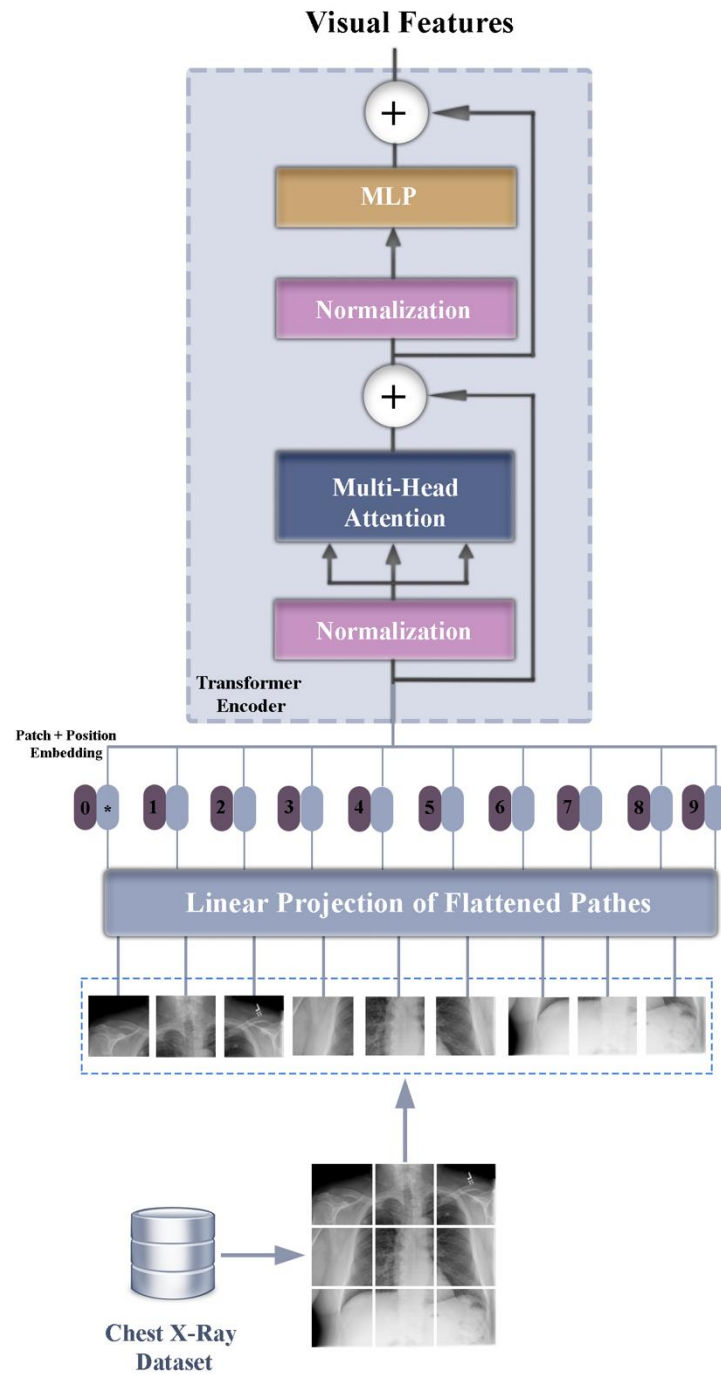 Visual Features
+
MLP
Normalization
+
Multi-Head
Attention
Normalization
Transformer
Encoder
Patch + Position
Embedding
0 * 1 2 3 4 5 6 7 8 9
Linear Projection of Flattened Pathes
Chest X-Ray
Dataset